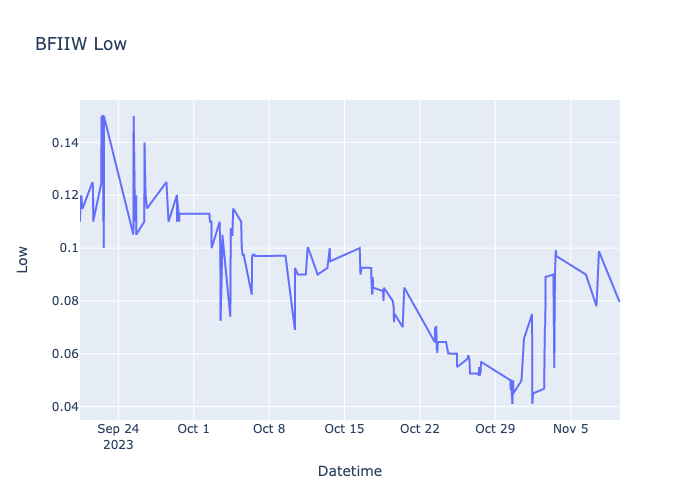 BFIIW Low
0.14
0.12
0.1
0.08
0.06
0.04
Low
Sep 24
2023
Oct 1
Oct 8
Oct 15
Oct 22
Oct 29
Nov 5
Datetime